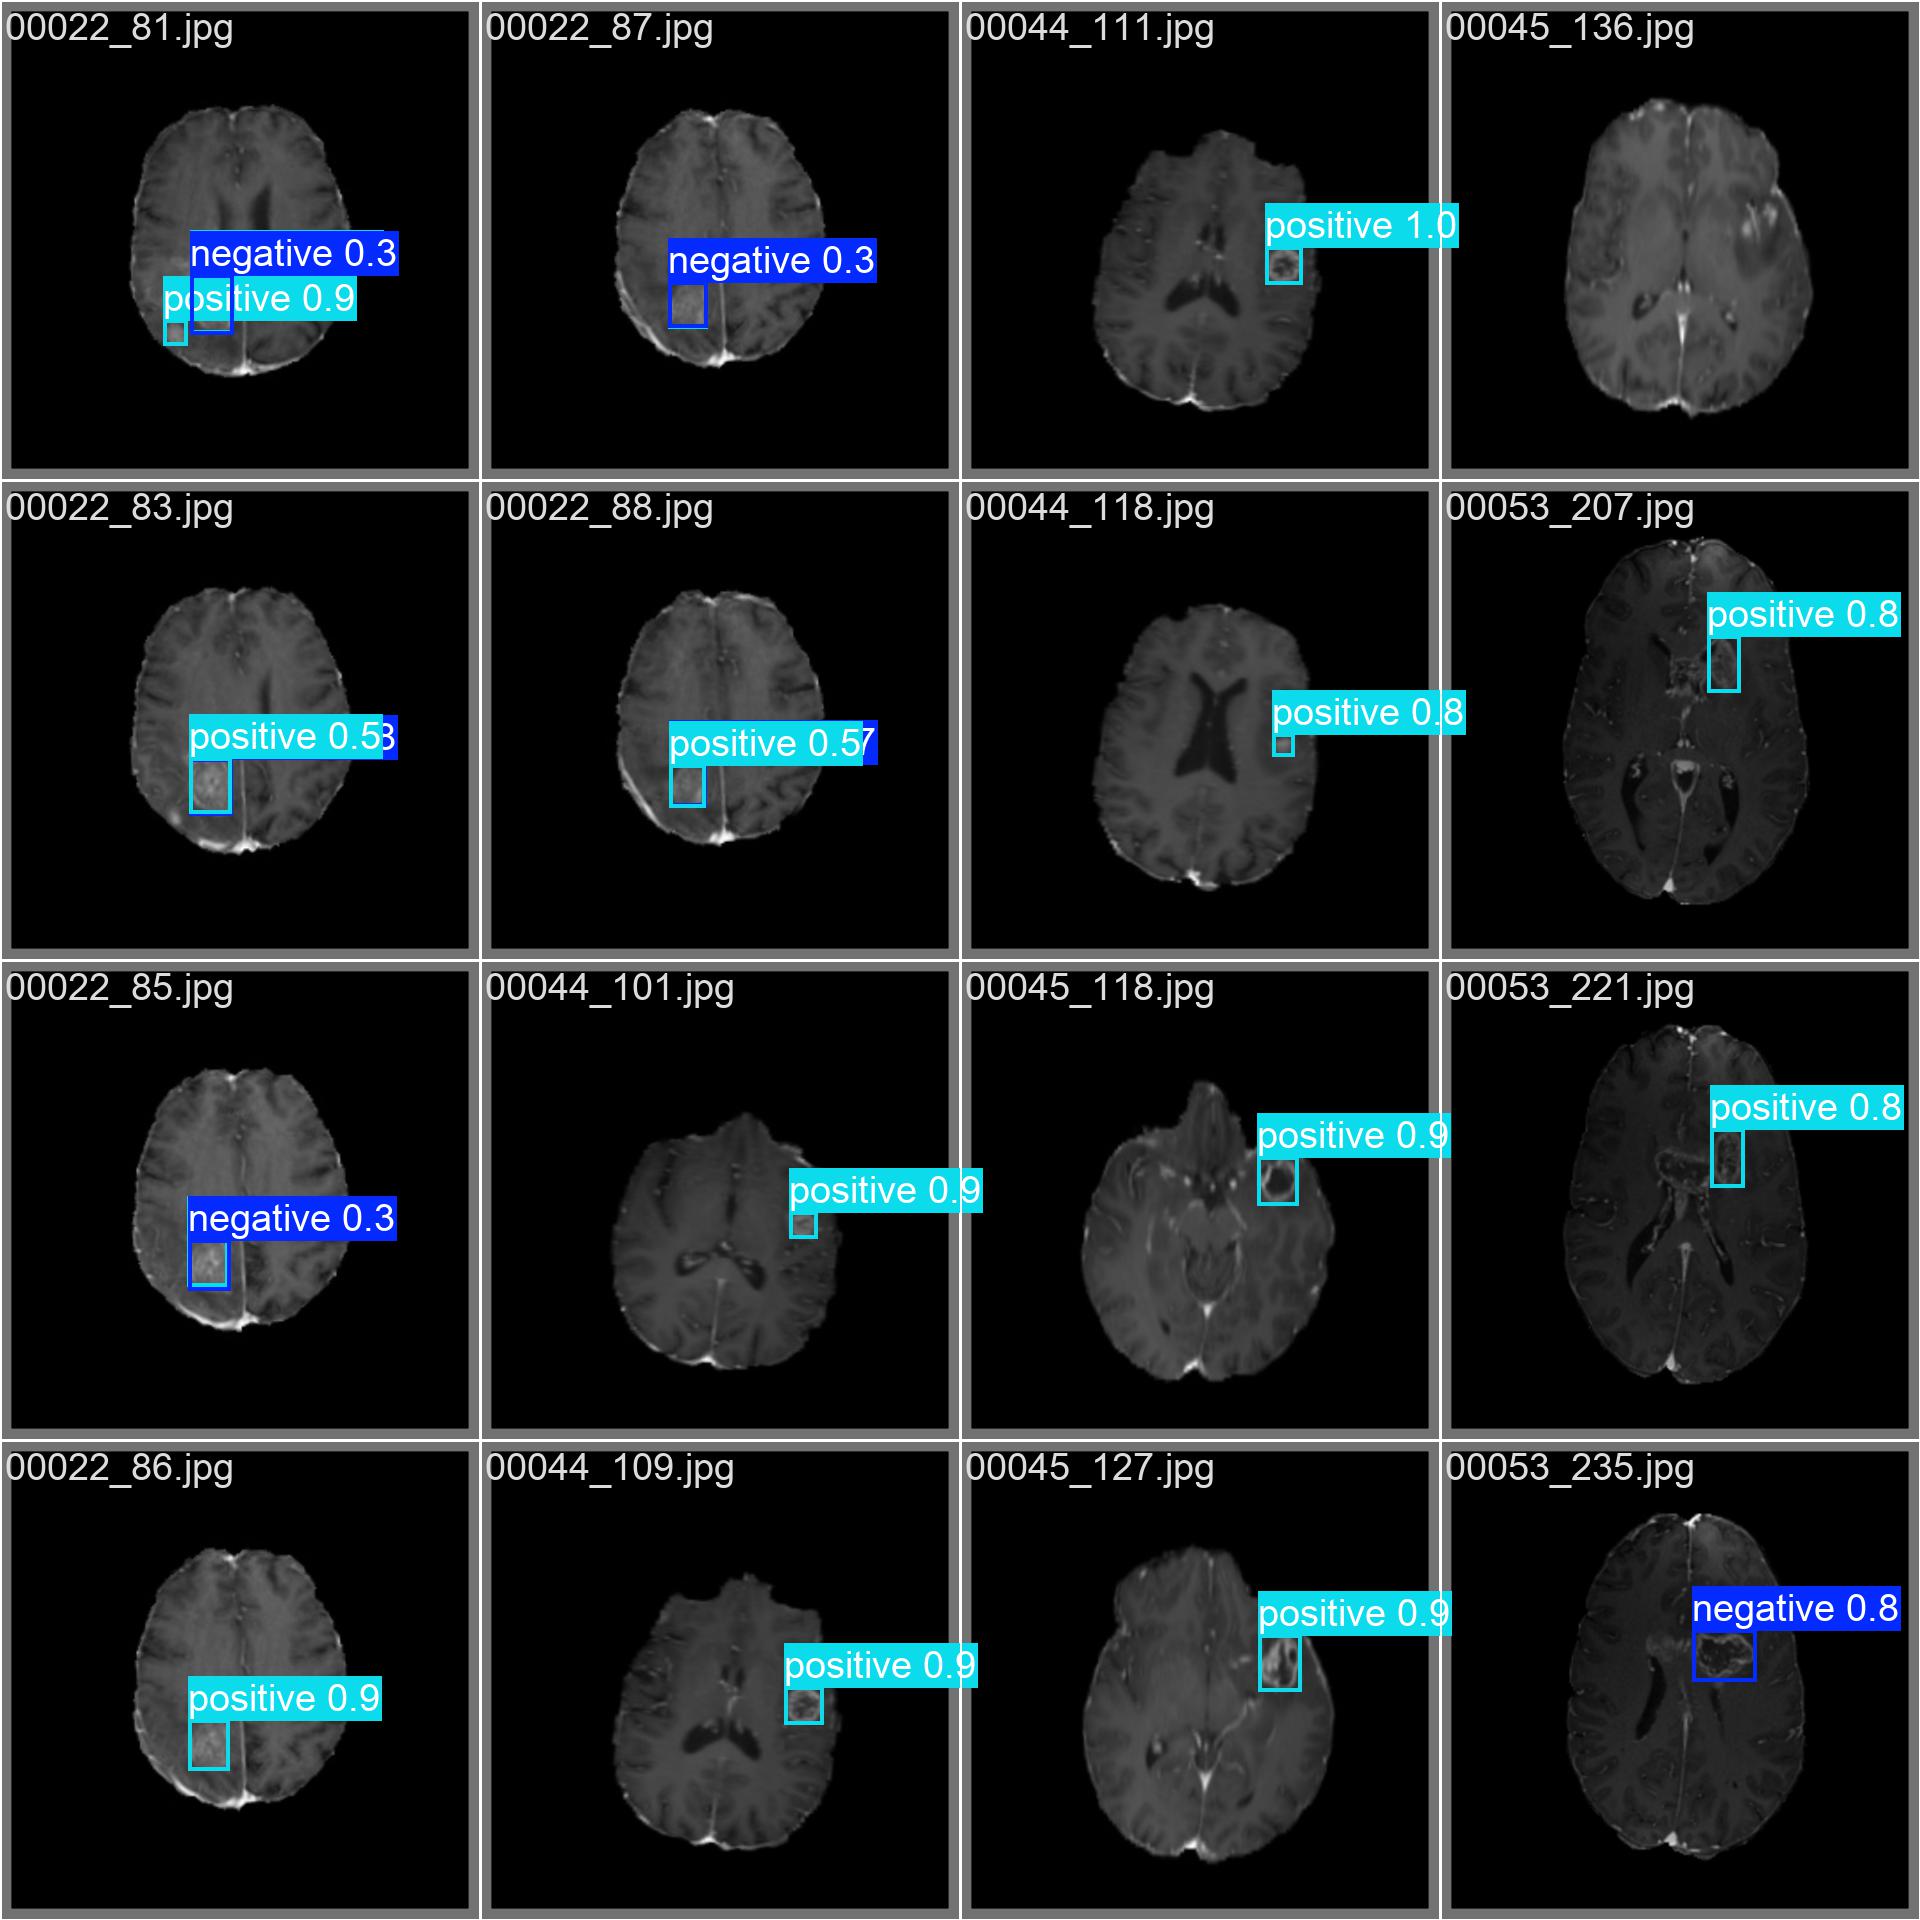 00022_81.jpg
negative 0.3
positive 0.9
00022_87.jpg
negative 0.3
00044_111.jpg
positive 1.0
00045_136.jpg
00022_83.jpg
positive 0.53
00022_88.jpg
positive 0.57
00044_118.jpg
positive 0.8
00053_207.jpg
positive 0.8
00022_85.jpg
negative 0.3
00044_101.jpg
positive 0.9
00045_118.jpg
positive 0.9
00053_221.jpg
positive 0.8
00022_86.jpg
positive 0.9
00044_109.jpg
positive 0.9
00045_127.jpg
positive 0.9
00053_235.jpg
negative 0.8